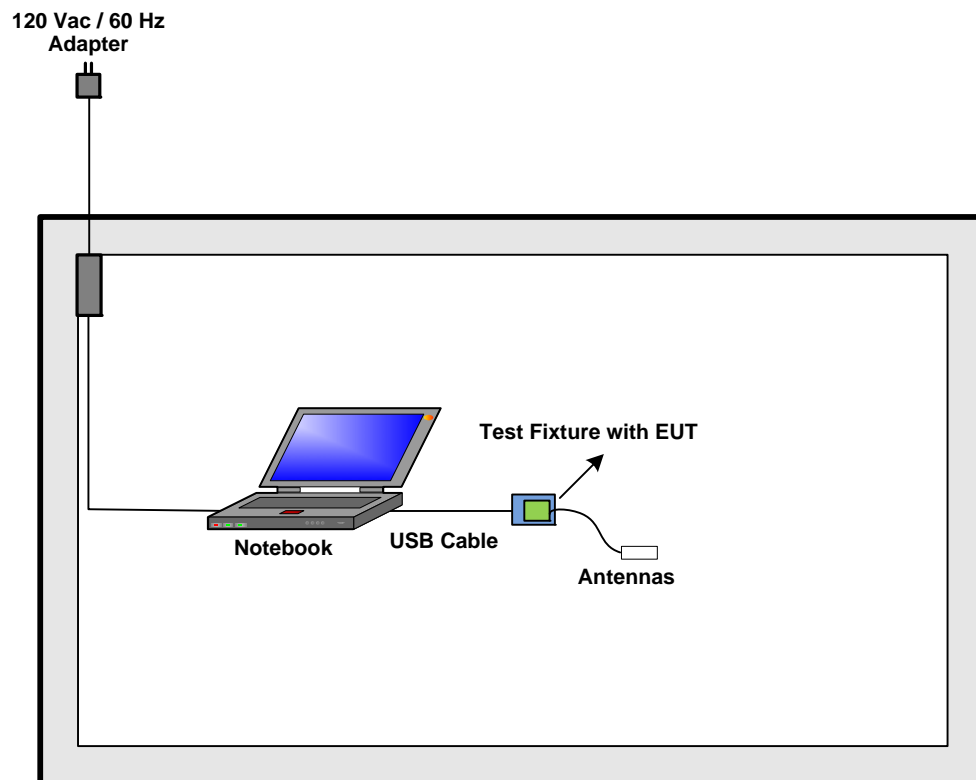 120 Vac / 60 Hz
Adapter
Test Fixture with EUT
USB Cable
Notebook
Antennas